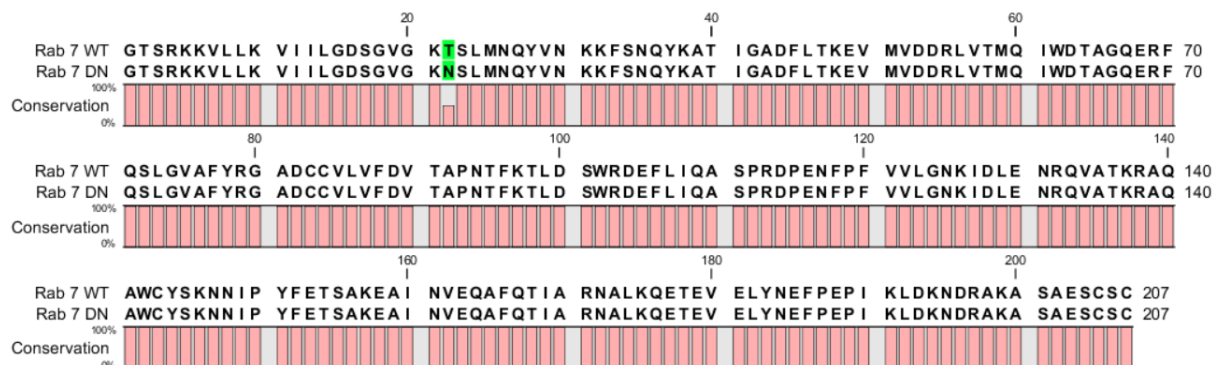 20 40 60
Rab 7 WT GTSRKKVLLK VIILGDSGVG KTSLMNQYVN KKFSNQYKAT IGADFLTKEV MVDDRLVTMQ IWDTAGQERF 70
Rab 7 DN GTSRKKVLLK VIILGDSGVG KNSLMNQYVN KKFSNQYKAT IGADFLTKEV MVDDRLVTMQ IWDTAGQERF 70
100%
Conservation
0%
80 100 120 140
Rab 7 WT QSLGVAFYRG ADCCVLVFDV TAPNTFKTLD SWRDEFLIQA SPRDPENFPF VVLGNKIDLE NRQVATKRAQ 140
Rab 7 DN QSLGVAFYRG ADCCVLVFDV TAPNTFKTLD SWRDEFLIQA SPRDPENFPF VVLGNKIDLE NRQVATKRAQ 140
100%
Conservation
0%
160 180 200
Rab 7 WT AWCYSKNNIP YFETSAKEAI NVEQAFQTIA RNALKQETEV ELYNEFPEPI KLDKNDRAKA SAESCSC 207
Rab 7 DN AWCYSKNNIP YFETSAKEAI NVEQAFQTIA RNALKQETEV ELYNEFPEPI KLDKNDRAKA SAESCSC 207
100%
Conservation
0%